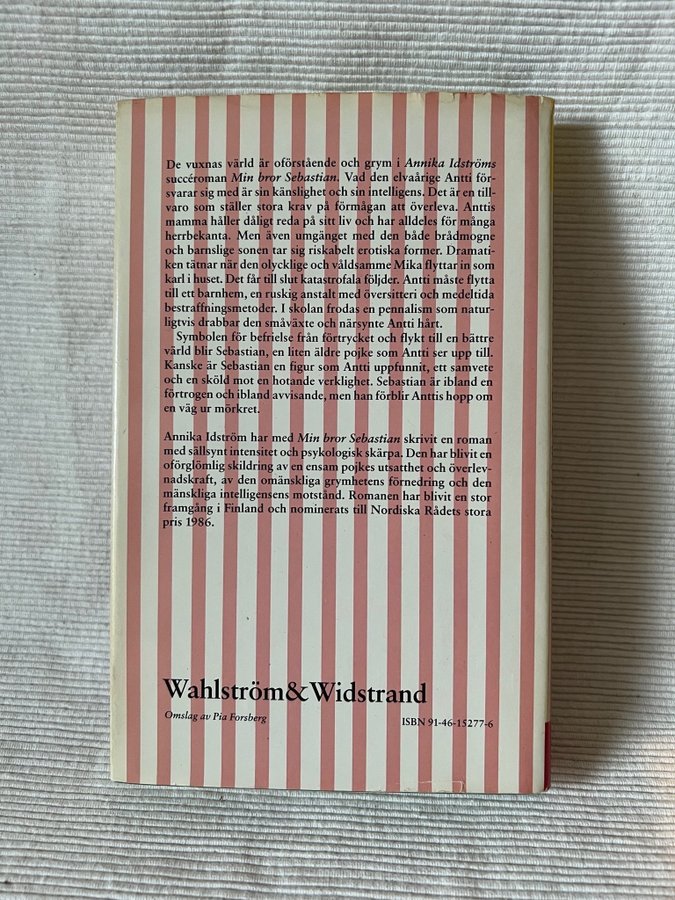 De vuxnas värld är oförstående och grym i Annika Idströms
succéroman Min bror Sebastian. Vad den elvaårige Antti för-
svarar sig med är sin känslighet och sin intelligens. Det är en till-
varo som ställer stora krav på förmågan att överleva. Anttis
mamma håller dåligt reda på sitt liv och har alldeles för många
herrbekanta. Men även umgänget med den både brådmogne
och barnslige sonen tar sig riskabelt erotiska former. Dramati-
ken tätnar när den olycklige och våldsamme Mika flyttar in som
karl i huset. Det får till slut katastrofala följder. Antti måste flytta
till ett barnhem, en ruskig anstalt med översitteri och medeltida
bestraffningsmetoder. I skolan frodas en pennalism som natur-
ligtvis drabbar den småväxte och närsynte Antti hårt.
Symbolen för befrielse från förtrycket och flykt till en bättre
värld blir Sebastian, en liten äldre pojke som Antti ser upp till.
Kanske är Sebastian en figur som Antti uppfunnit, ett samvete
och en sköld mot en hotande verklighet. Sebastian är ibland en
förtrogen och ibland avvisande, men han förblir Anttis hopp om
en väg ur mörkret.
Annika Idström har med Min bror Sebastian skrivit en roman
med sällsynt intensitet och psykologisk skärpa. Den har blivit en
oförglömlig skildring av en ensam pojkes utsatthet och överlev-
nadskraft, av den omänskliga grymhetens förnedring och den
mänskliga intelligensens motstånd. Romanen har blivit en stor
framgång i Finland och nominerats till Nordiska Rådets stora
pris 1986.
Wahlström & Widstrand
Omslag av Pia Forsberg
ISBN 91-46-15277-6